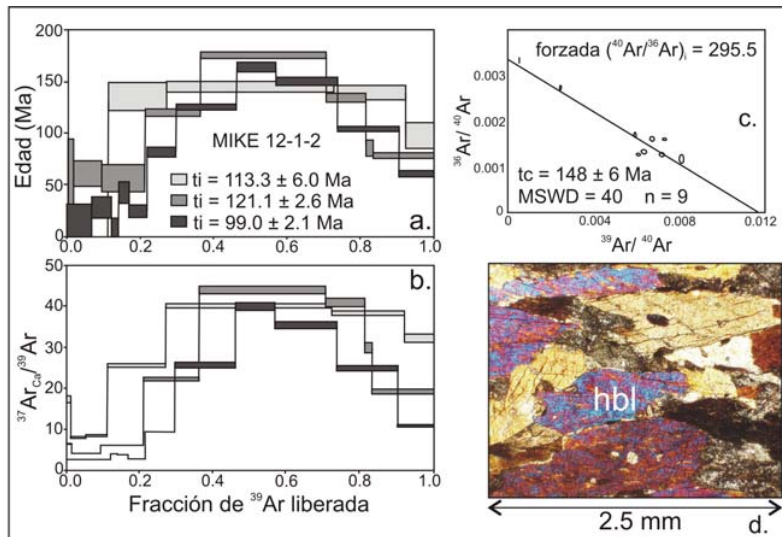 a.
Edad (Ma)
200
150
100
50
0
MIKE 12-1-2
ti = 113.3 ± 6.0 Ma
ti = 121.1 ± 2.6 Ma
ti = 99.0 ± 2.1 Ma
0.0 0.2 0.4 0.6 0.8 1.0
b.
³⁷Ar_Ca/³⁹Ar
50
40
30
20
10
0
0.0 0.2 0.4 0.6 0.8 1.0
Fracción de ³⁹Ar liberada
forzada (⁴⁰Ar/³⁶Ar)ᵢ = 295.5
³⁶Ar/ ⁴⁰Ar
0.003
0.002
0.001
0
c.
tc = 148 ± 6 Ma
MSWD = 40 n = 9
0 0.004 0.008 0.012
³⁹Ar/ ⁴⁰Ar
hbl
2.5 mm
d.